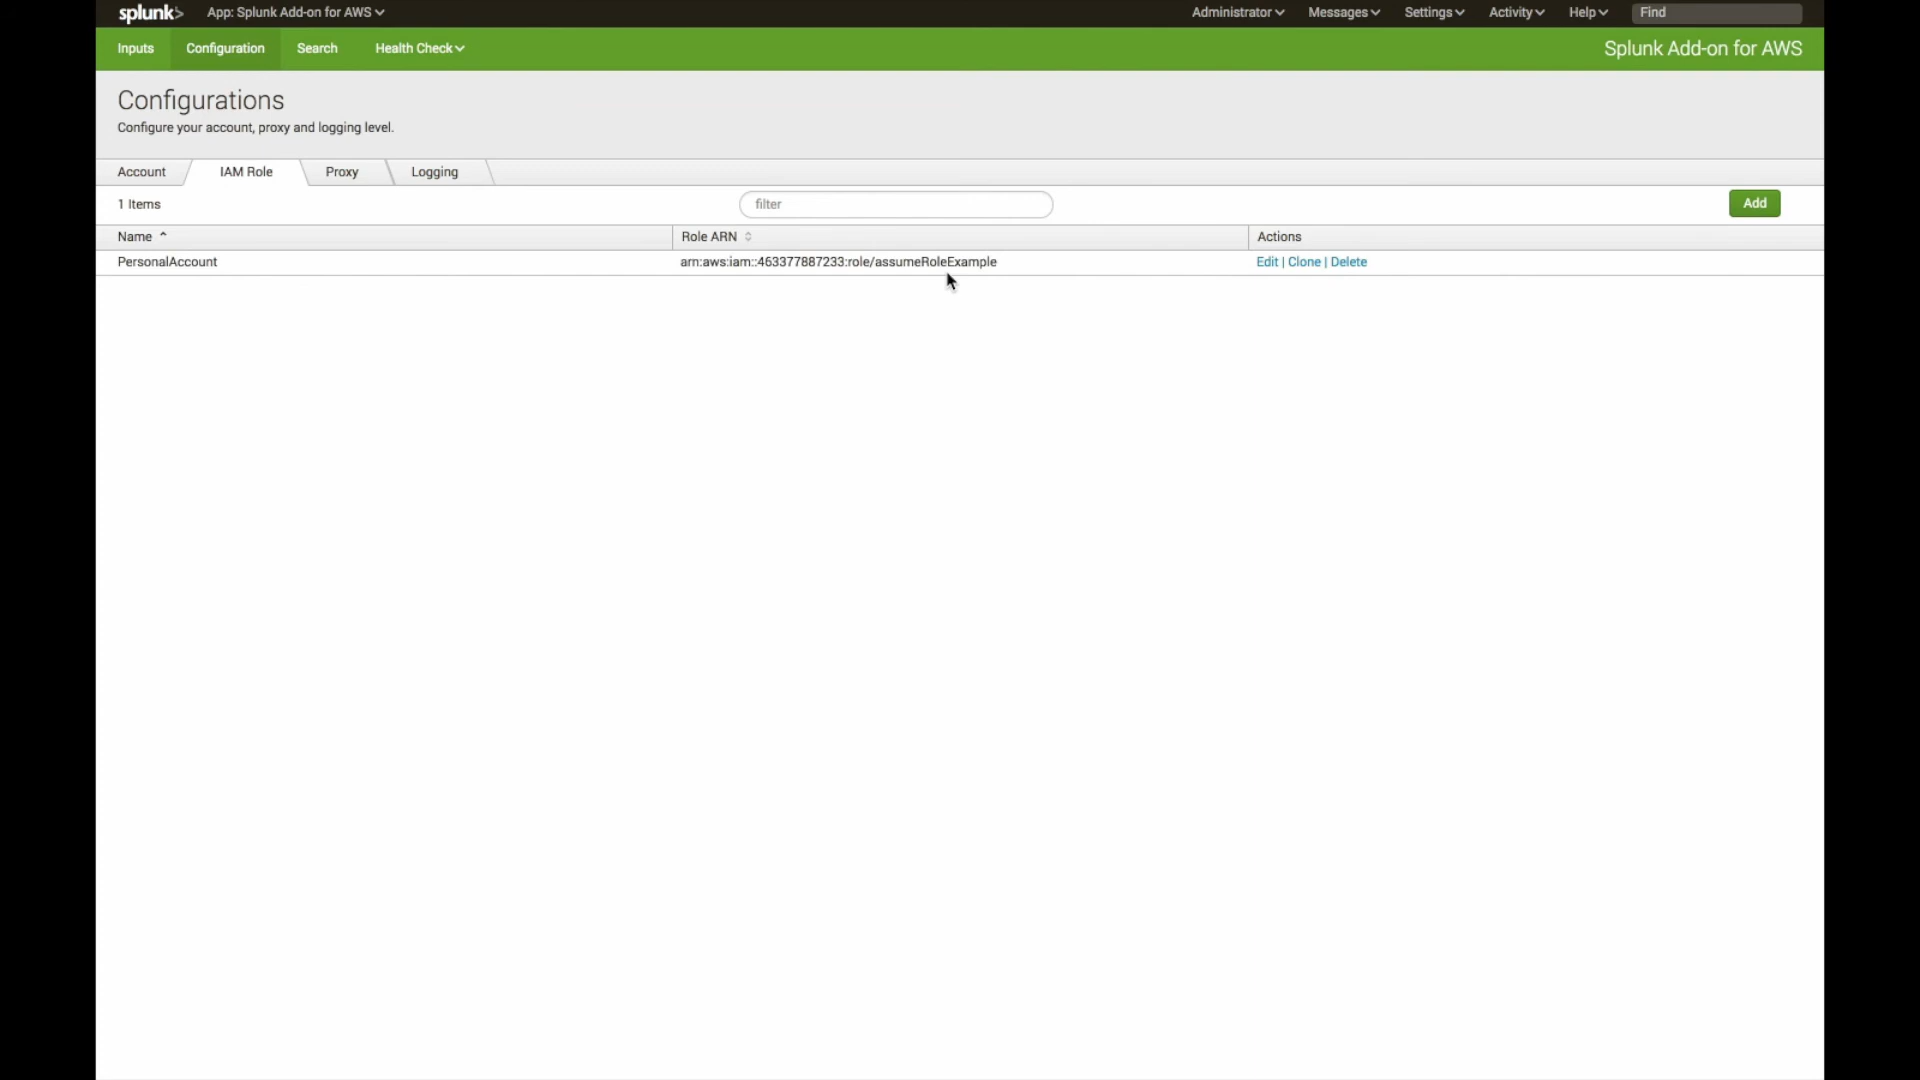 splunk> App: Splunk Add-on for AWS Administrator Messages Settings Activity Help Find
Inputs Configuration Search Health Check Splunk Add-on for AWS
Configurations
Configure your account, proxy and logging level.
Account IAM Role Proxy Logging
1 Items filter Add
Name Role ARN Actions
PersonalAccount arn:aws:iam::463377887233:role/assumeRoleExample Edit | Clone | Delete